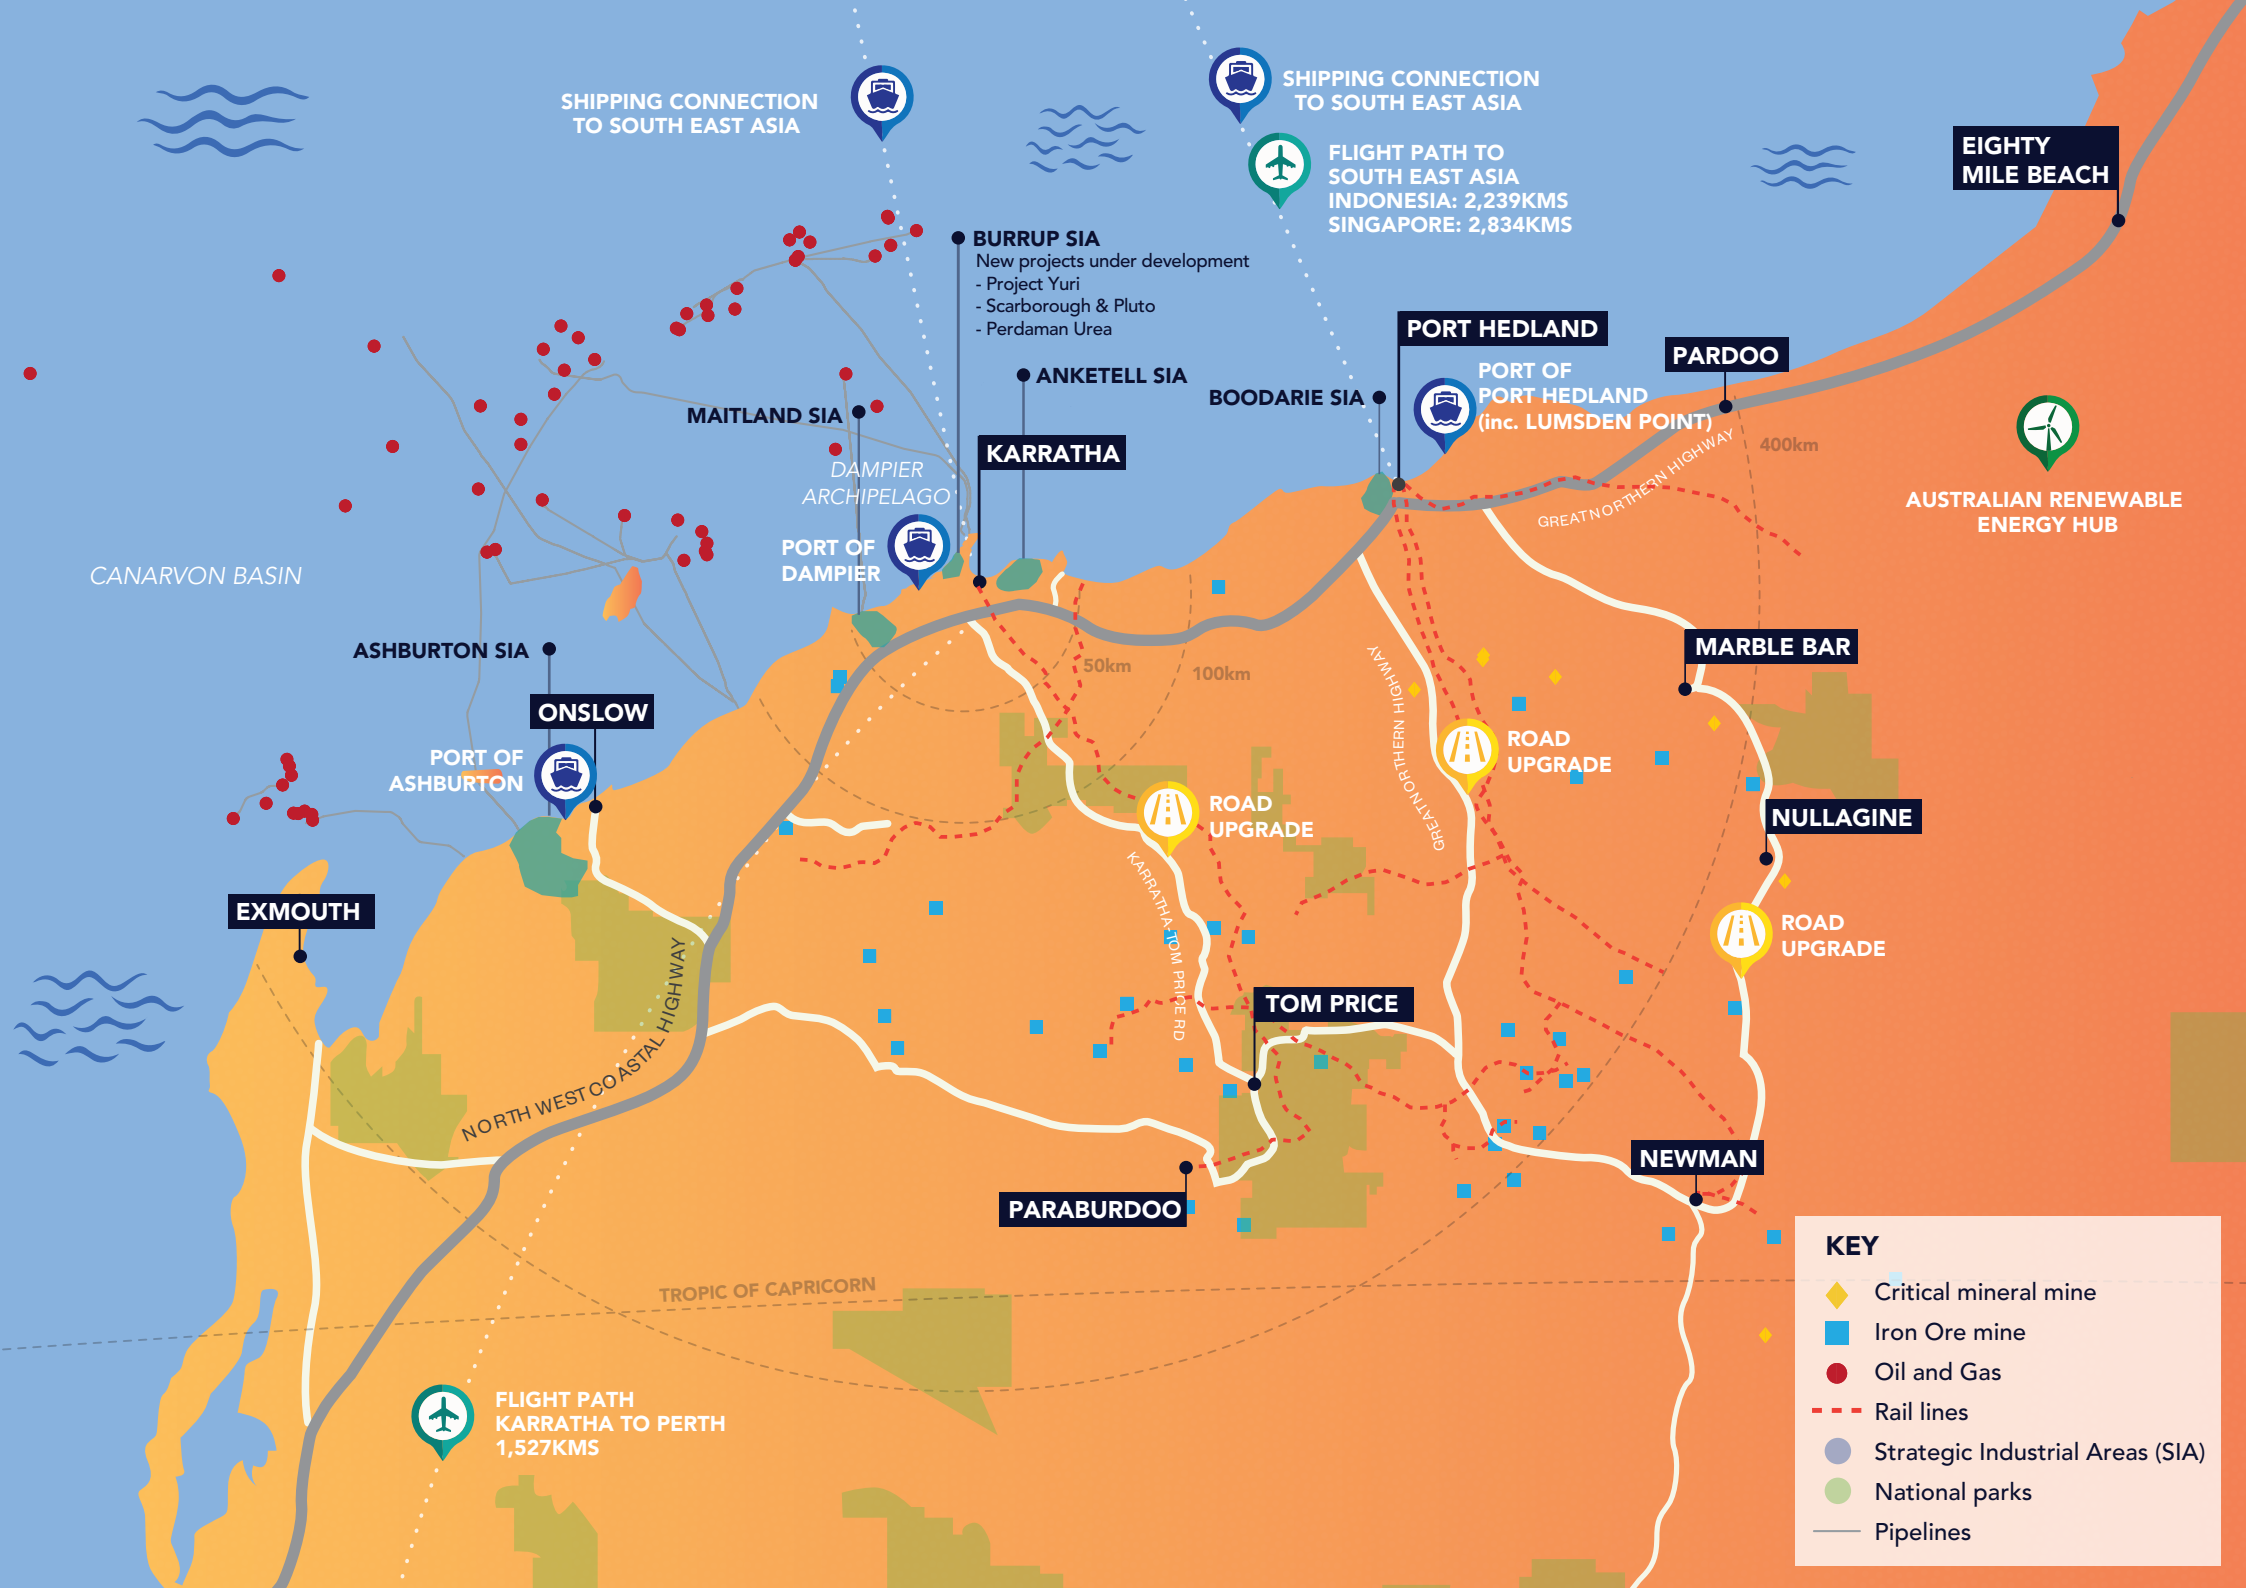 SHIPPING CONNECTION
TO SOUTH EAST ASIA
SHIPPING CONNECTION
TO SOUTH EAST ASIA
FLIGHT PATH TO
SOUTH EAST ASIA
INDONESIA: 2,239KMS
SINGAPORE: 2,834KMS
EIGHTY
MILE BEACH
BURRUP SIA
New projects under development
- Project Yuri
- Scarborough & Pluto
- Perdaman Urea
PORT HEDLAND
PARDOO
ANKETELL SIA
BOODARIE SIA
PORT OF
PORT HEDLAND
(inc. LUMSDEN POINT)
MAITLAND SIA
KARRATHA
400km
GREAT NORTHERN HIGHWAY
DAMPIER
ARCHIPELAGO
AUSTRALIAN RENEWABLE
ENERGY HUB
PORT OF
DAMPIER
CANARVON BASIN
ASHBURTON SIA
50km
100km
MARBLE BAR
GREAT NORTHERN HIGHWAY
ONSLOW
PORT OF
ASHBURTON
ROAD
UPGRADE
ROAD
UPGRADE
NULLAGINE
KARRATHA-TOM PRICE RD
EXMOUTH
ROAD
UPGRADE
NORTH WEST COASTAL HIGHWAY
TOM PRICE
NEWMAN
PARABURDOO
TROPIC OF CAPRICORN
FLIGHT PATH
KARRATHA TO PERTH
1,527KMS
KEY
Critical mineral mine
Iron Ore mine
Oil and Gas
Rail lines
Strategic Industrial Areas (SIA)
National parks
Pipelines